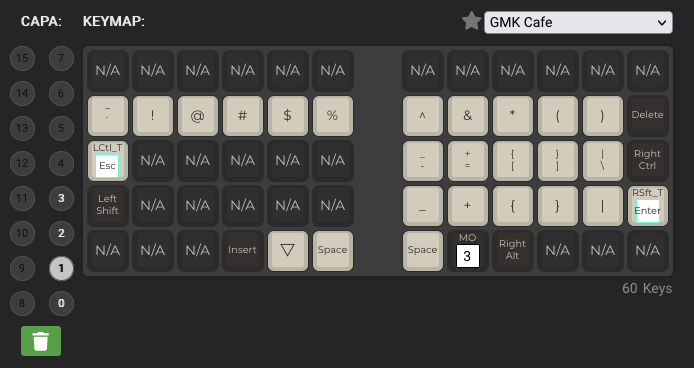 CAPA: KEYMAP: GMK Cafe
15 7 N/A N/A N/A N/A N/A N/A N/A N/A N/A N/A N/A N/A
14 6 ~ ` ! @ # $ % ^ & * ( ) Delete
13 5
12 4 LCtl_T Esc N/A N/A N/A N/A N/A _ - + = { [ } ] | \ Right Ctrl
11 3 Left Shift N/A N/A N/A N/A N/A _ + { } | RSft_T Enter
10 2
9 1 N/A N/A N/A Insert ▽ Space Space MO 3 Right Alt N/A N/A N/A
8 0
60 Keys